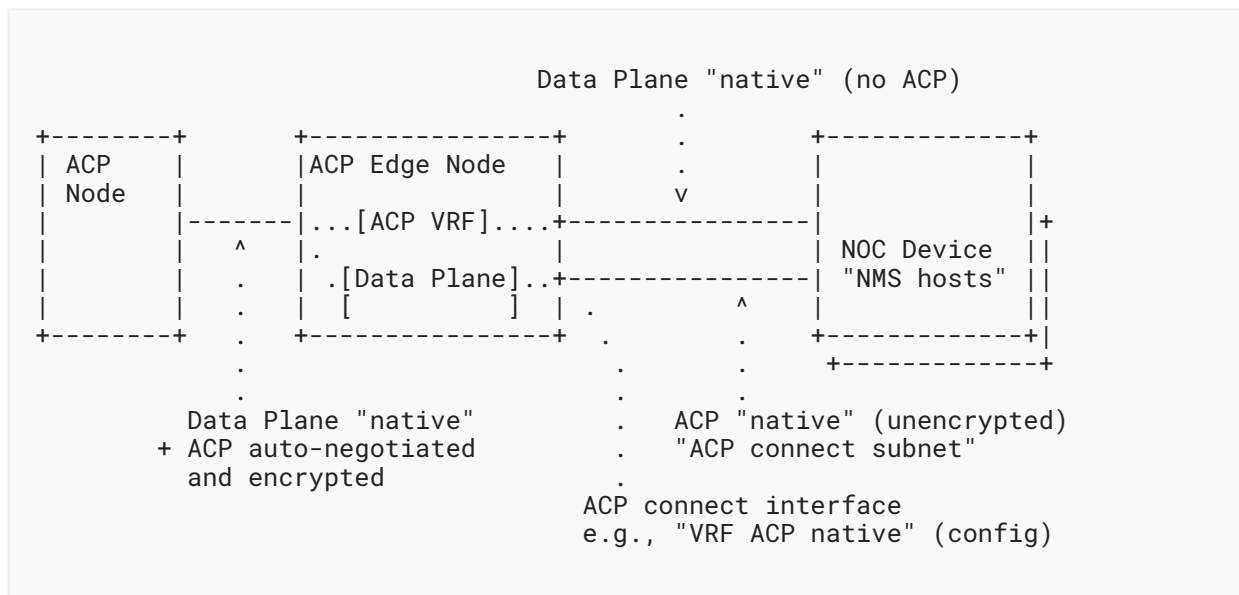 Data Plane "native" (no ACP)
                                           .
+--------+       +----------------+        .        +-------------+
| ACP    |       |ACP Edge Node   |        .        |             |
| Node   |       |                |        v        |             |
|        |-------|...[ACP VRF]....+-----------------|             |+
|        |   ^   |.               |                 | NOC Device  ||
|        |   .   | .[Data Plane]..+-----------------| "NMS hosts" ||
|        |   .   |  [          ]  | .          ^    |             ||
+--------+   .   +----------------+  .         .    +-------------+|
             .                        .        .     +-------------+
             .                        .        .
          Data Plane "native"         .     ACP "native" (unencrypted)
        + ACP auto-negotiated         .     "ACP connect subnet"
          and encrypted               .
                                    ACP connect interface
                                    e.g., "VRF ACP native" (config)